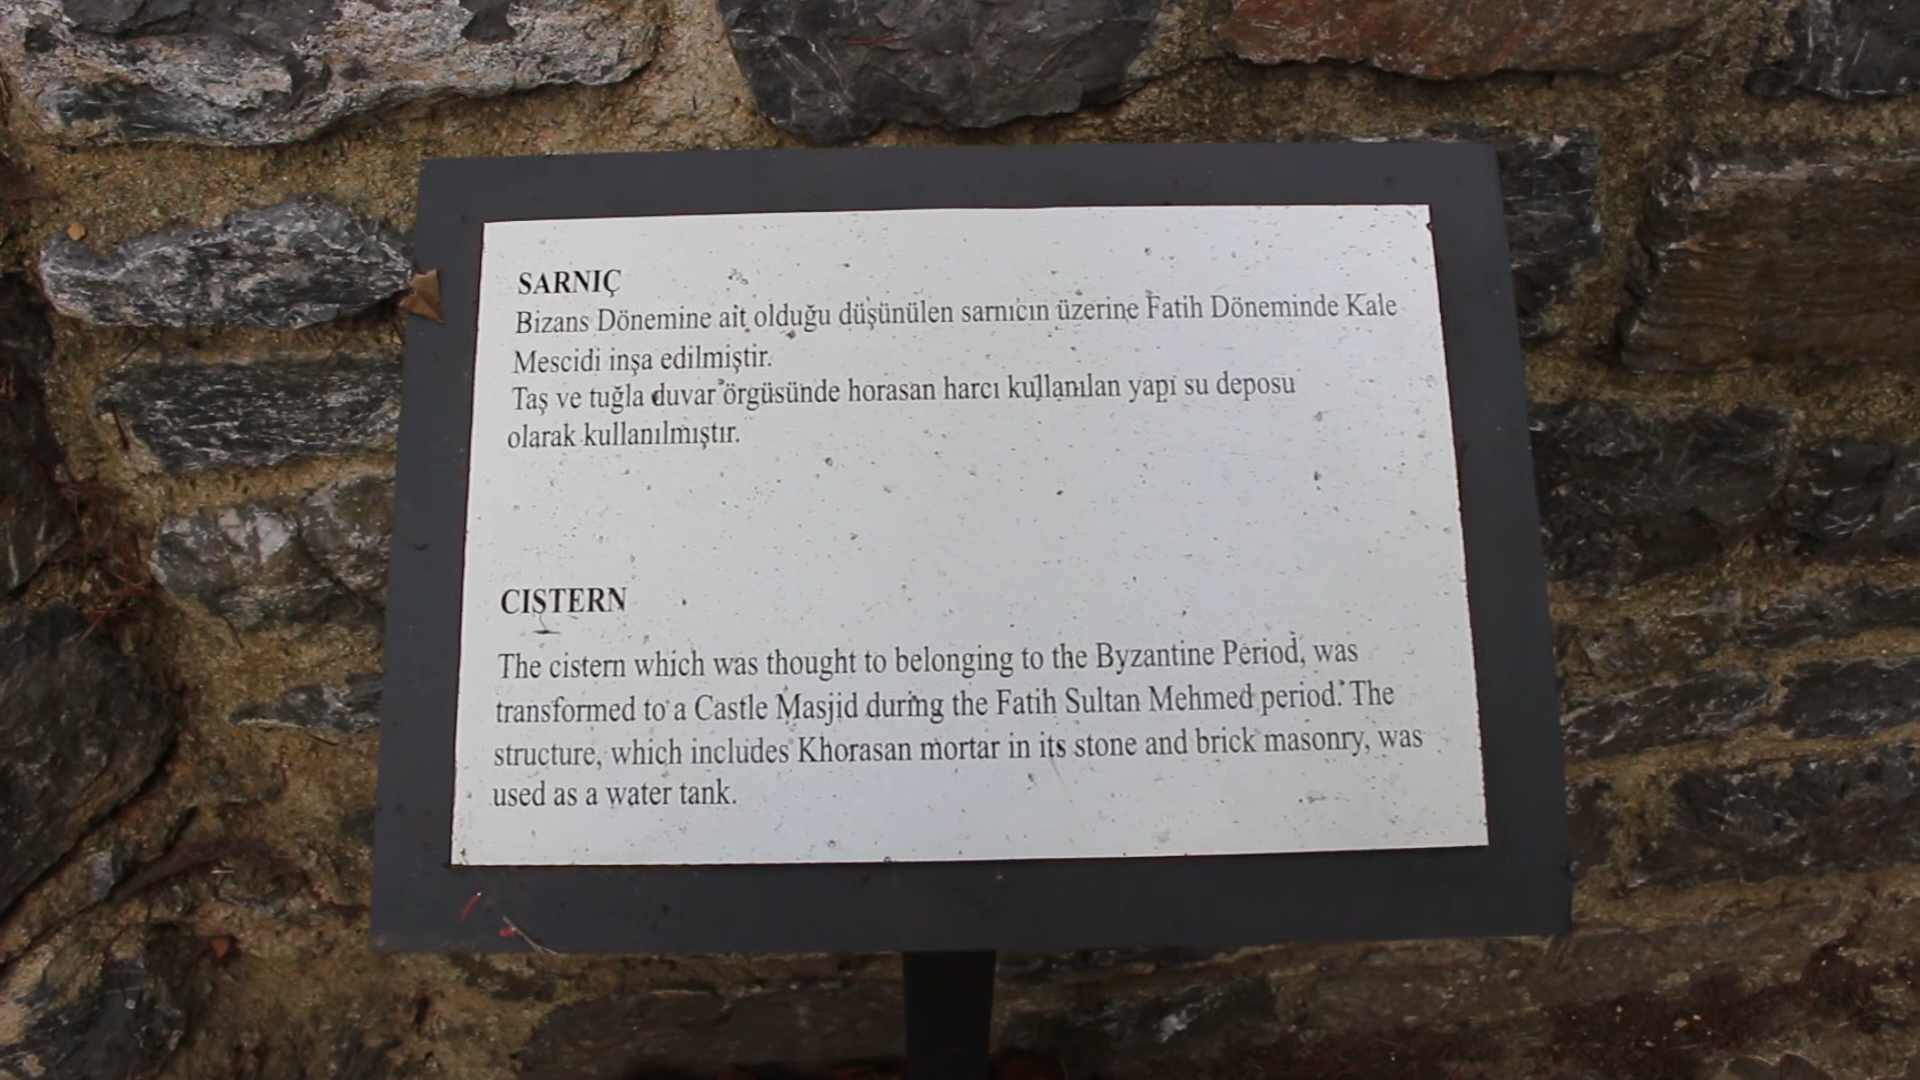 SARNIÇ
Bizans Dönemine ait olduğu düşünülen sarnıcın üzerine Fatih Döneminde Kale
Mescidi inşa edilmiştir.
Taş ve tuğla duvar örgüsünde horasan harcı kullanılan yapı su deposu
olarak kullanılmıştır.
CISTERN
The cistern which was thought to belonging to the Byzantine Period, was
transformed to a Castle Masjid during the Fatih Sultan Mehmed period. The
structure, which includes Khorasan mortar in its stone and brick masonry, was
used as a water tank.